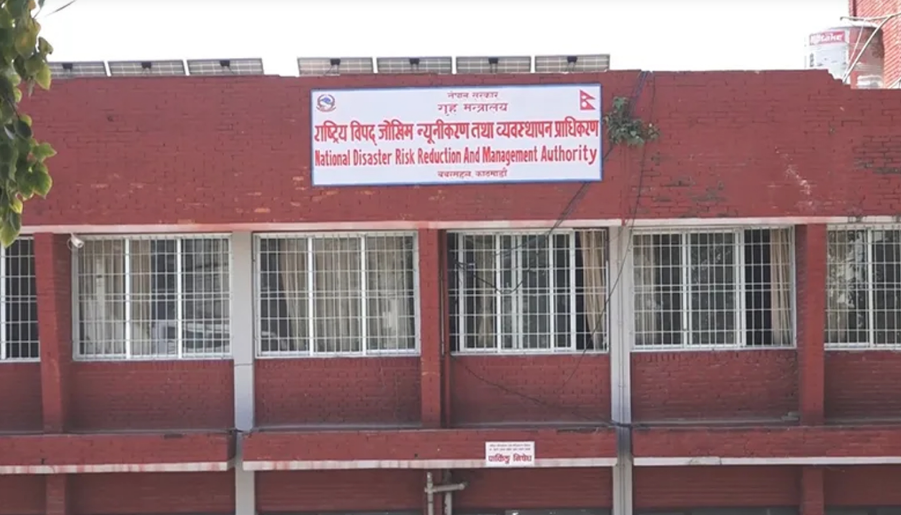 नेपाल सरकार
गृह मन्त्रालय
राष्ट्रिय विपद् जोखिम न्यूनीकरण तथा व्यवस्थापन प्राधिकरण
National Disaster Risk Reduction And Management Authority
बबरमहल, काठमाडौं
पार्किङ्ग निषेध